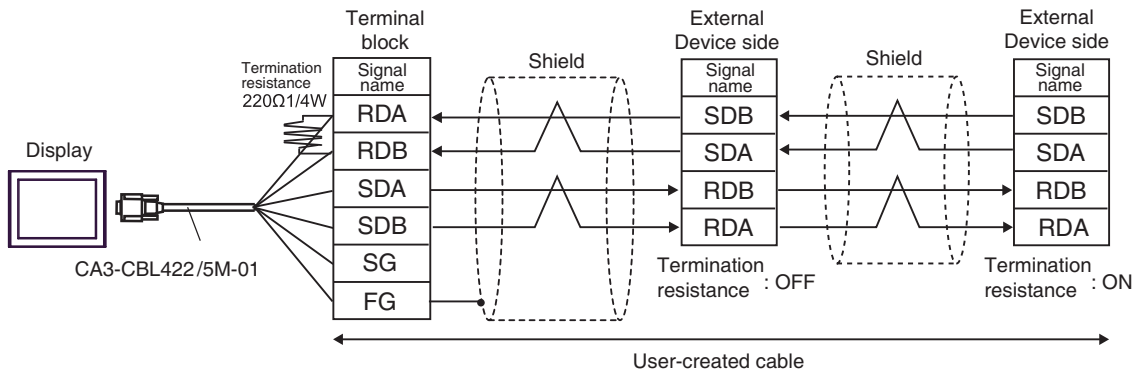 Terminal
block
External
Device side
External
Device side
Shield
Shield
Termination
resistance
220Ω1/4W
Signal
name
RDA
RDB
SDA
SDB
SG
FG
Signal
name
SDB
SDA
RDB
RDA
Signal
name
SDB
SDA
RDB
RDA
Display
CA3-CBL422/5M-01
Termination
resistance : OFF
Termination
resistance : ON
User-created cable